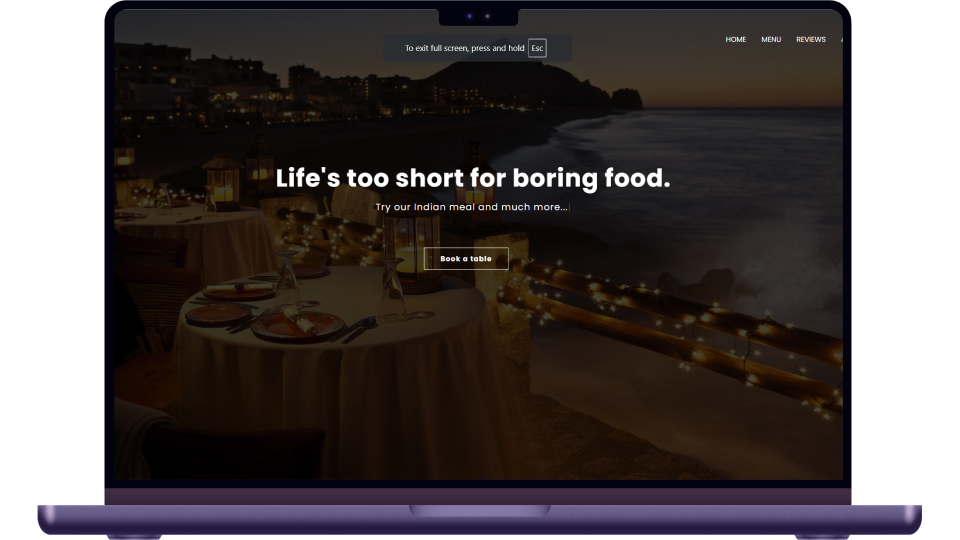 To exit full screen, press and hold Esc
HOME MENU REVIEWS
Life's too short for boring food.
Try our Indian meal and much more...
Book a table